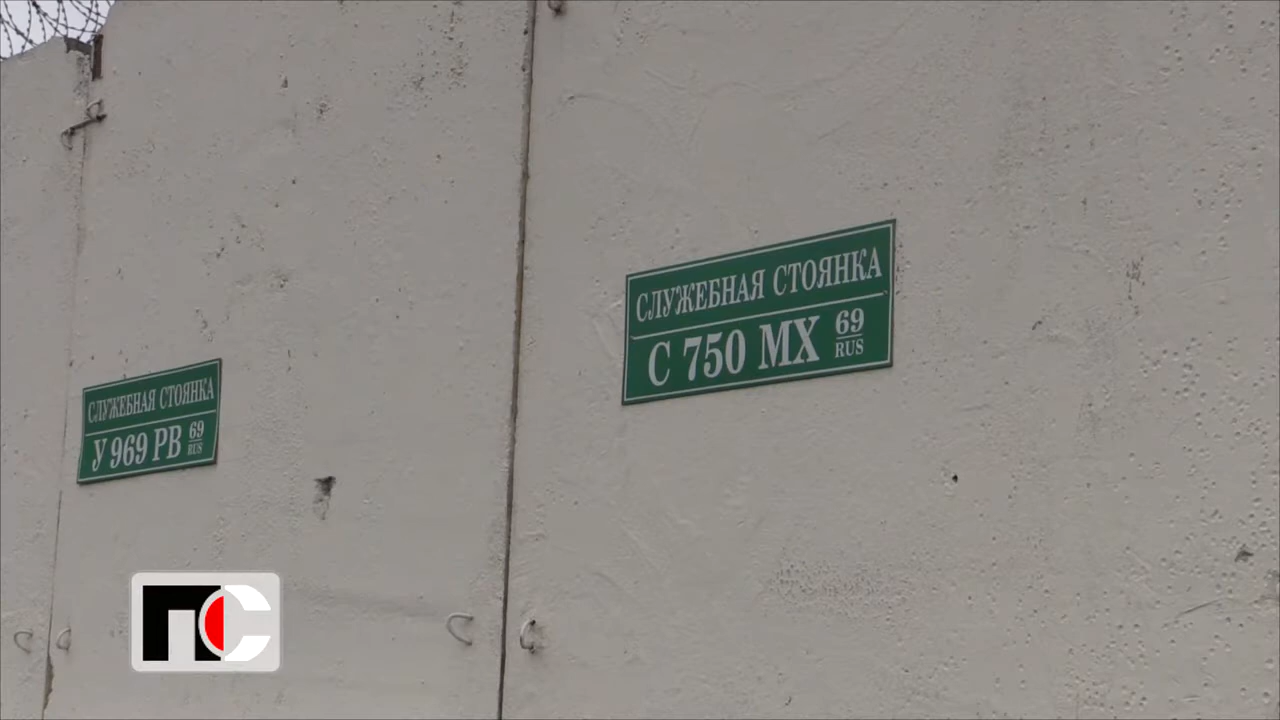 СЛУЖЕБНАЯ СТОЯНКА
У 969 РВ 69
RUS
СЛУЖЕБНАЯ СТОЯНКА
С 750 МХ 69
RUS
ПС